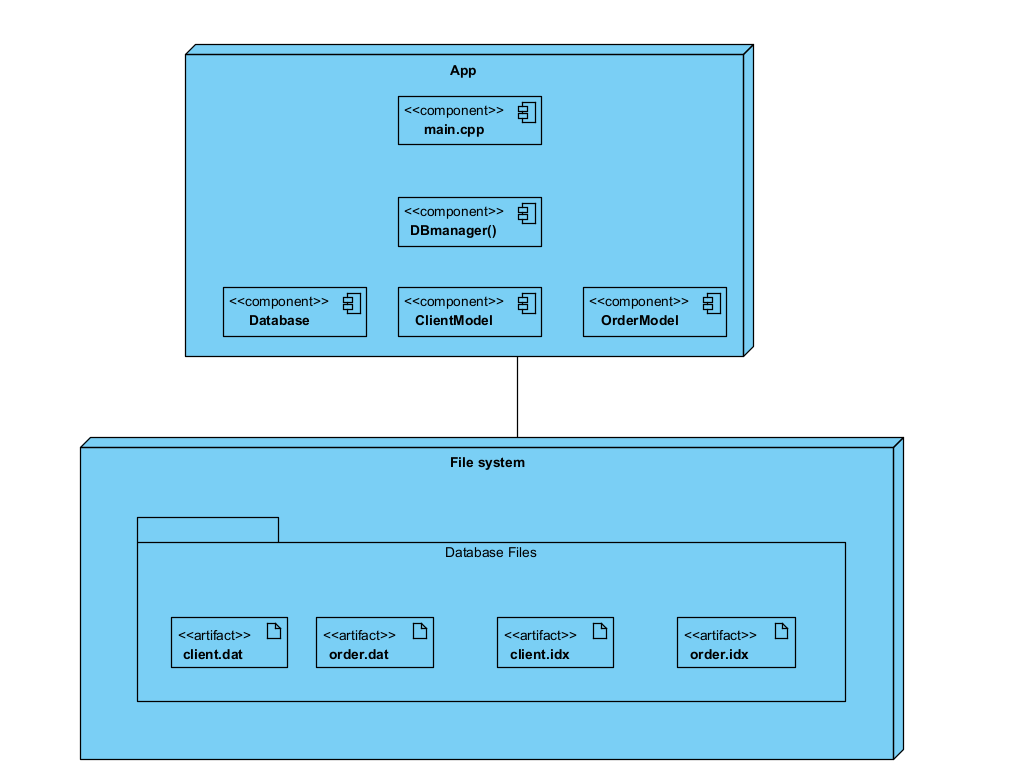 App
<<component>>
main.cpp
<<component>>
DBmanager()
<<component>>
Database
<<component>>
ClientModel
<<component>>
OrderModel
File system
Database Files
<<artifact>>
client.dat
<<artifact>>
order.dat
<<artifact>>
client.idx
<<artifact>>
order.idx